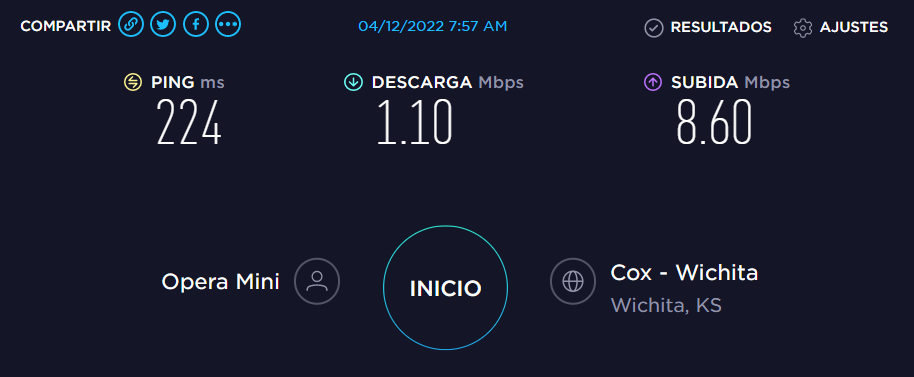 COMPARTIR
04/12/2022 7:57 AM
RESULTADOS
AJUSTES
PING ms
224
DESCARGA Mbps
1.10
SUBIDA Mbps
8.60
Opera Mini
INICIO
Cox - Wichita
Wichita, KS